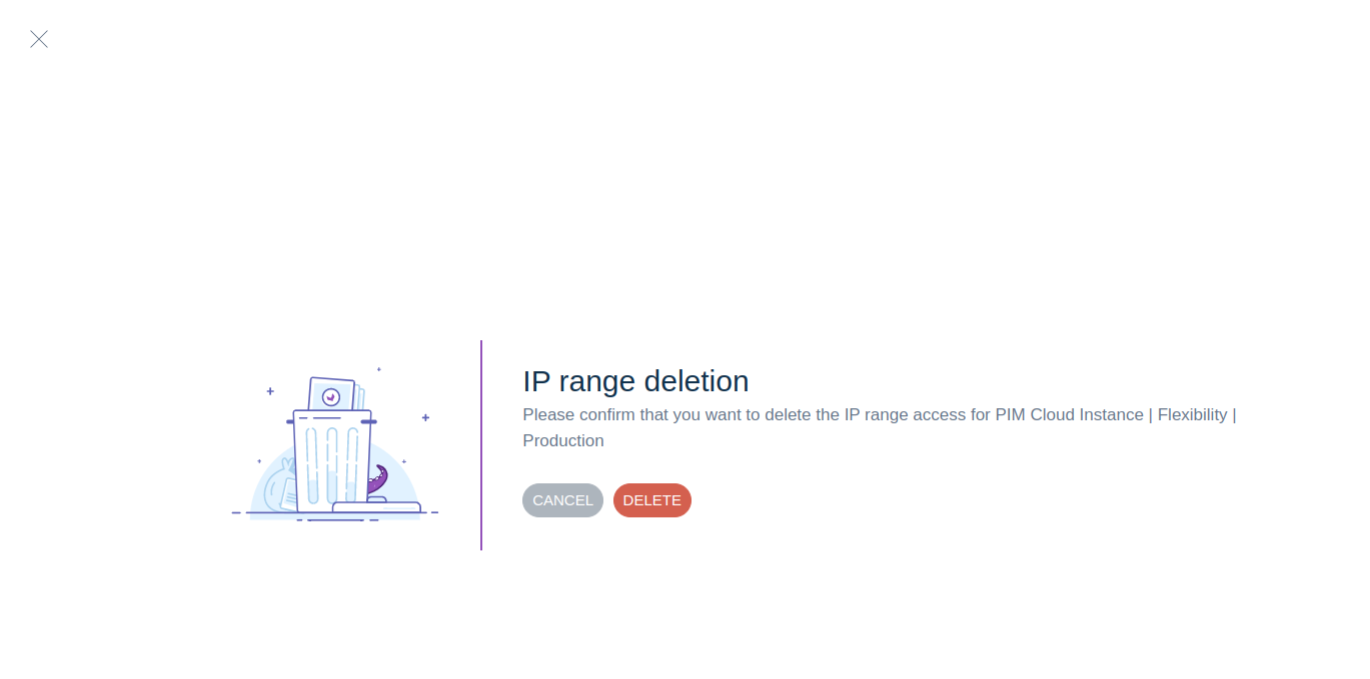 IP range deletion
Please confirm that you want to delete the IP range access for PIM Cloud Instance | Flexibility |
Production
CANCEL DELETE